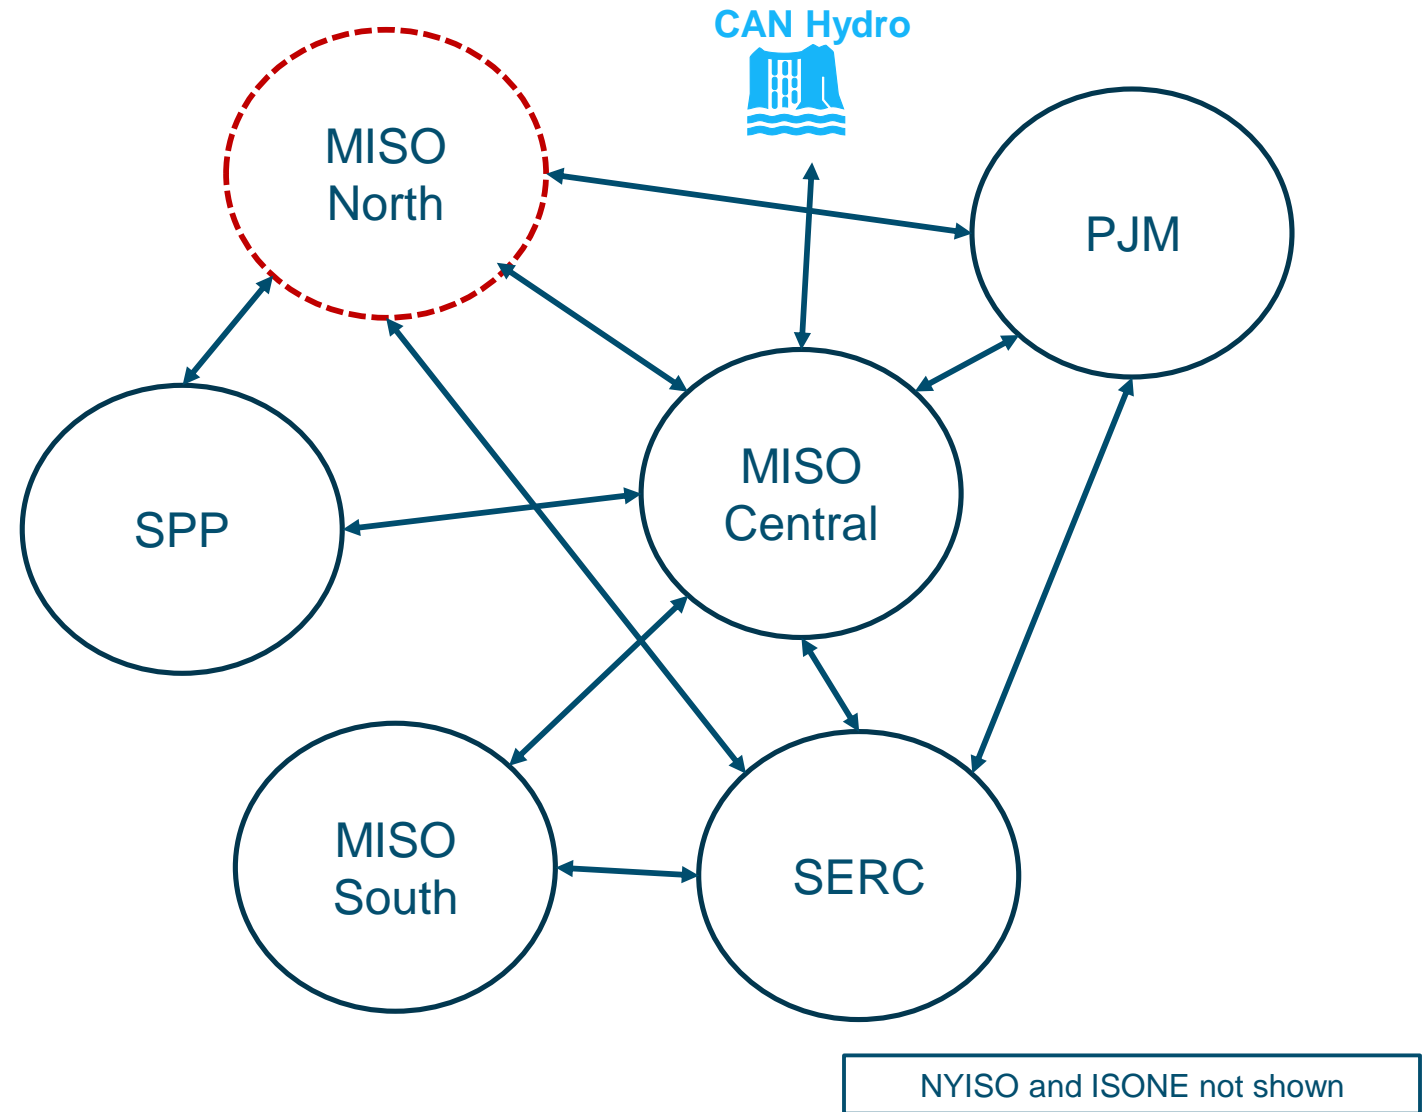 CAN Hydro
MISO
North
PJM
MISO
Central
SPP
MISO
South
SERC
NYISO and ISONE not shown